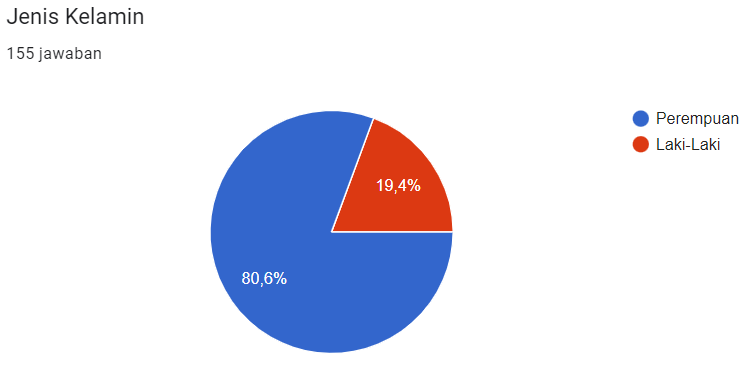 Jenis Kelamin
155 jawaban
Perempuan
Laki-Laki
19,4%
80,6%